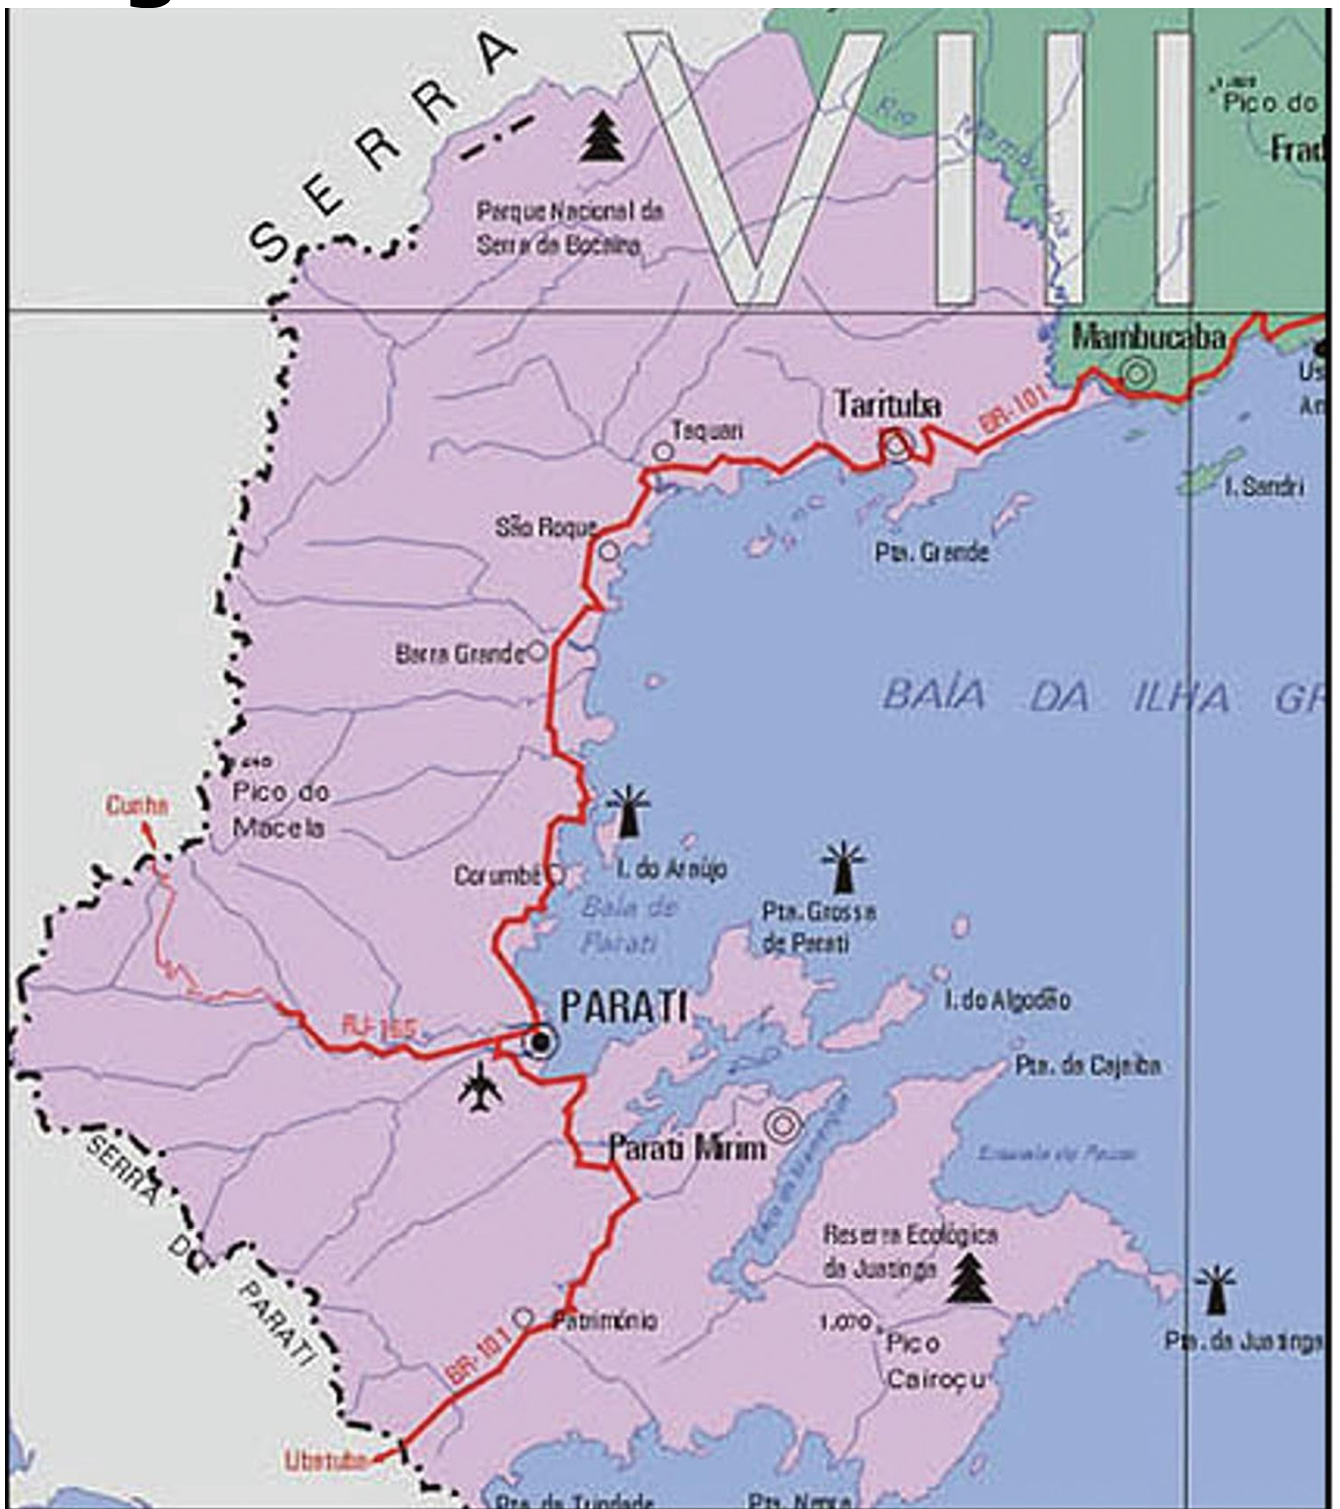 SERRA
VIII
Pico do
Frad
Rio
Parque Nacional da
Serra da Bocaina
Mambucaba
Tarituba
BR-101
Us
Taquari
I. Sandri
São Roque
Pta. Grande
Barra Grande
BAÍA DA ILHA GR
Pico do
Macela
Cunha
I. do Araújo
Corumbê
Baía de
Parati
Pta. Grossa
de Parati
PARATI
I. do Algodão
RJ-165
Pta. da Cajaíba
Parati Mirim
SERRA
DO
PARATI
Reserva Ecológica
da Juatinga
1.070
Pico
Cairoçu
Pta. da Juatinga
Patrimônio
BR-101
Ubatuba
Pta. da Trindade